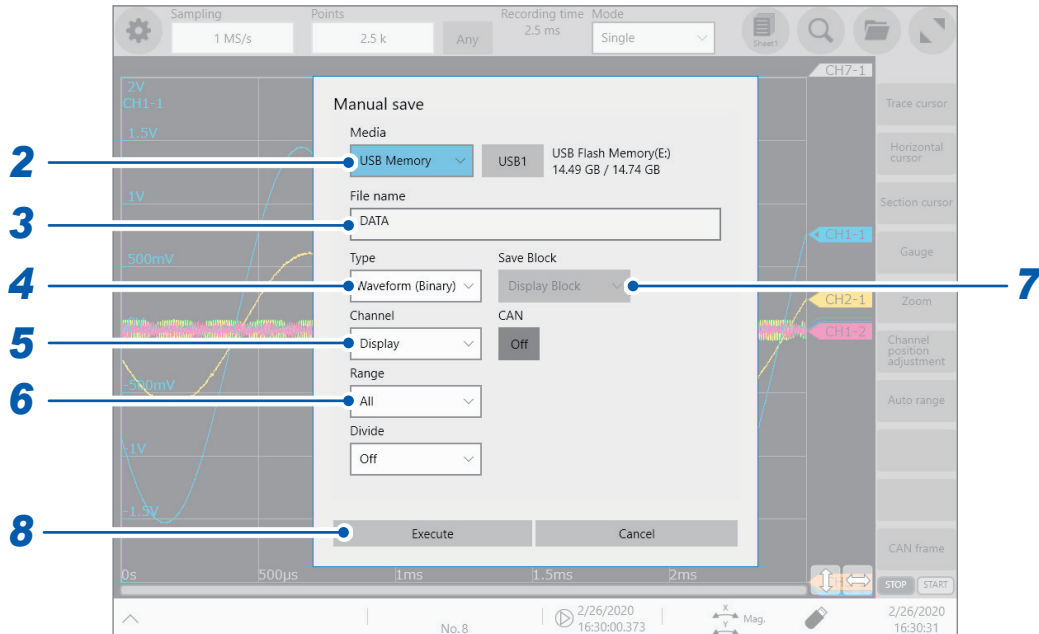 Sampling
Points
Recording time
Mode
1 MS/s
2.5 k
Any
2.5 ms
Single
Sheet1
CH7-1
2V
CH1-1
1.5V
1V
500mV
-500mV
-1V
-1.5V
0s
500μs
1ms
1.5ms
2ms
Manual save
Media
2
USB Memory
USB1
USB Flash Memory(E:)
14.49 GB / 14.74 GB
File name
3
DATA
Type
Save Block
4
Waveform (Binary)
Display Block
7
Channel
CAN
5
Display
Off
Range
6
All
Divide
Off
8
Execute
Cancel
CH1-1
CH2-1
CH1-2
Trace cursor
Horizontal
cursor
Section cursor
Gauge
Zoom
Channel
position
adjustment
Auto range
CAN frame
STOP
START
No. 8
2/26/2020
16:30:00.373
X
Y
Mag.
2/26/2020
16:30:31